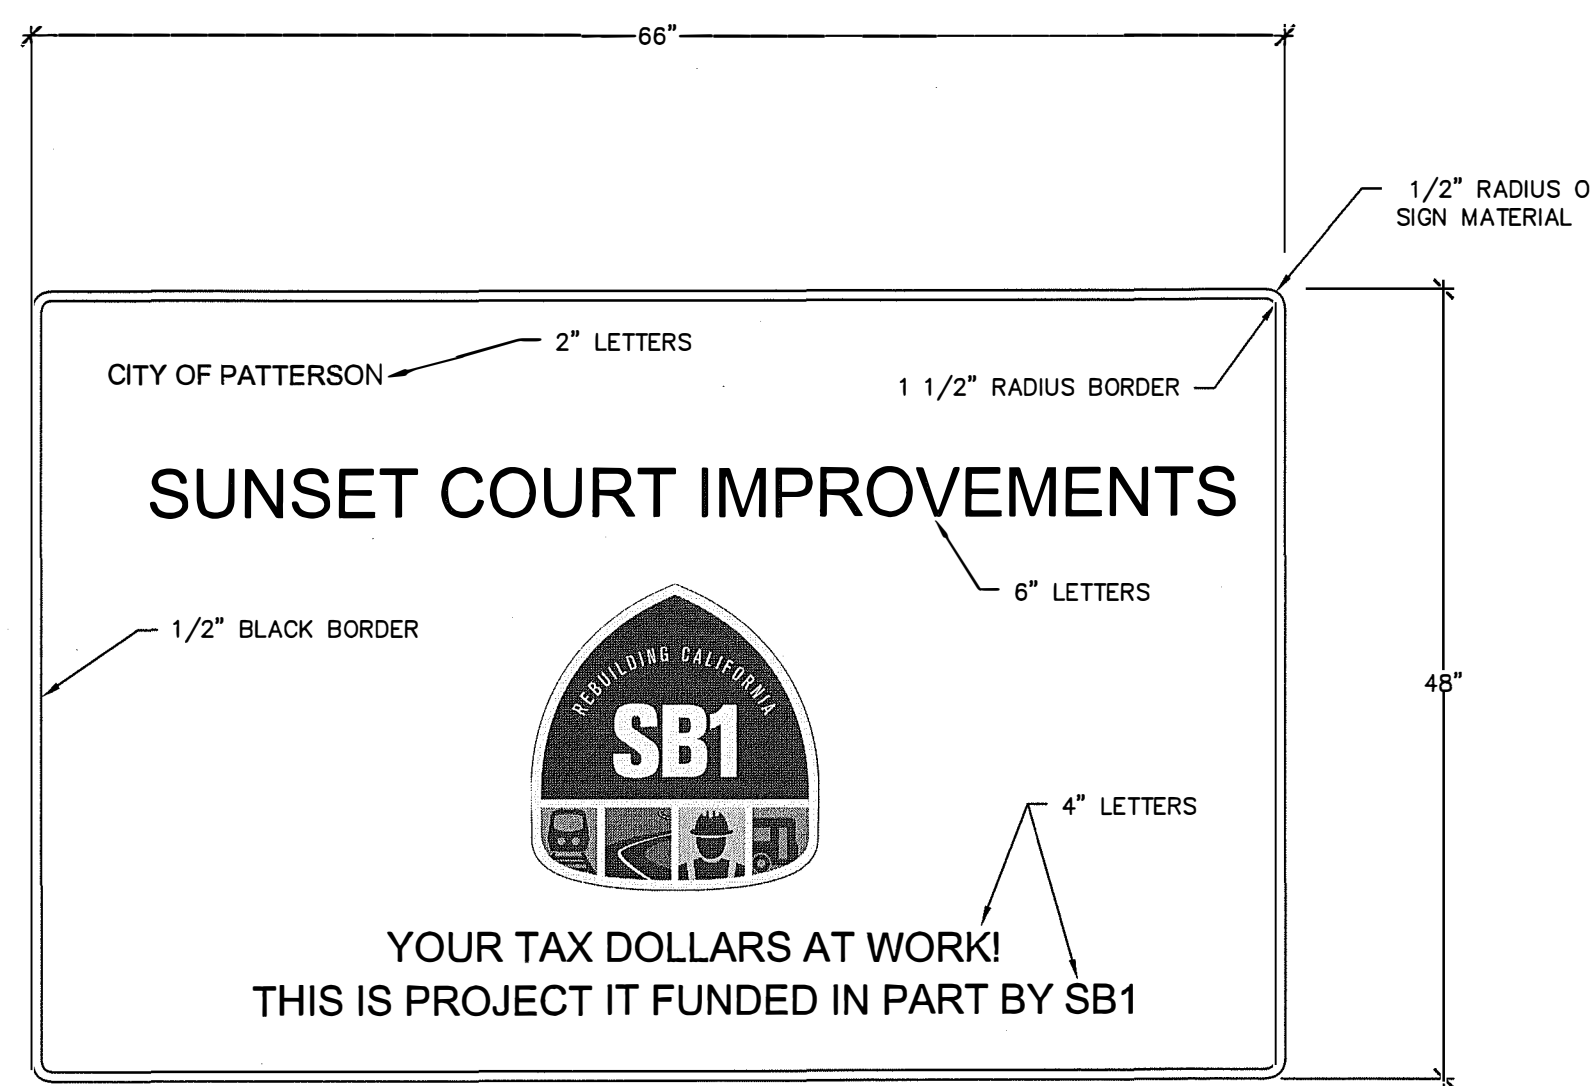 66”
1/2” RADIUS O
SIGN MATERIAL
2” LETTERS
CITY OF PATTERSON
1 1/2” RADIUS BORDER
SUNSET COURT IMPROVEMENTS
6” LETTERS
1/2” BLACK BORDER
REBUILDING CALIFORNIA
SB1
48”
4” LETTERS
YOUR TAX DOLLARS AT WORK!
THIS IS PROJECT IT FUNDED IN PART BY SB1